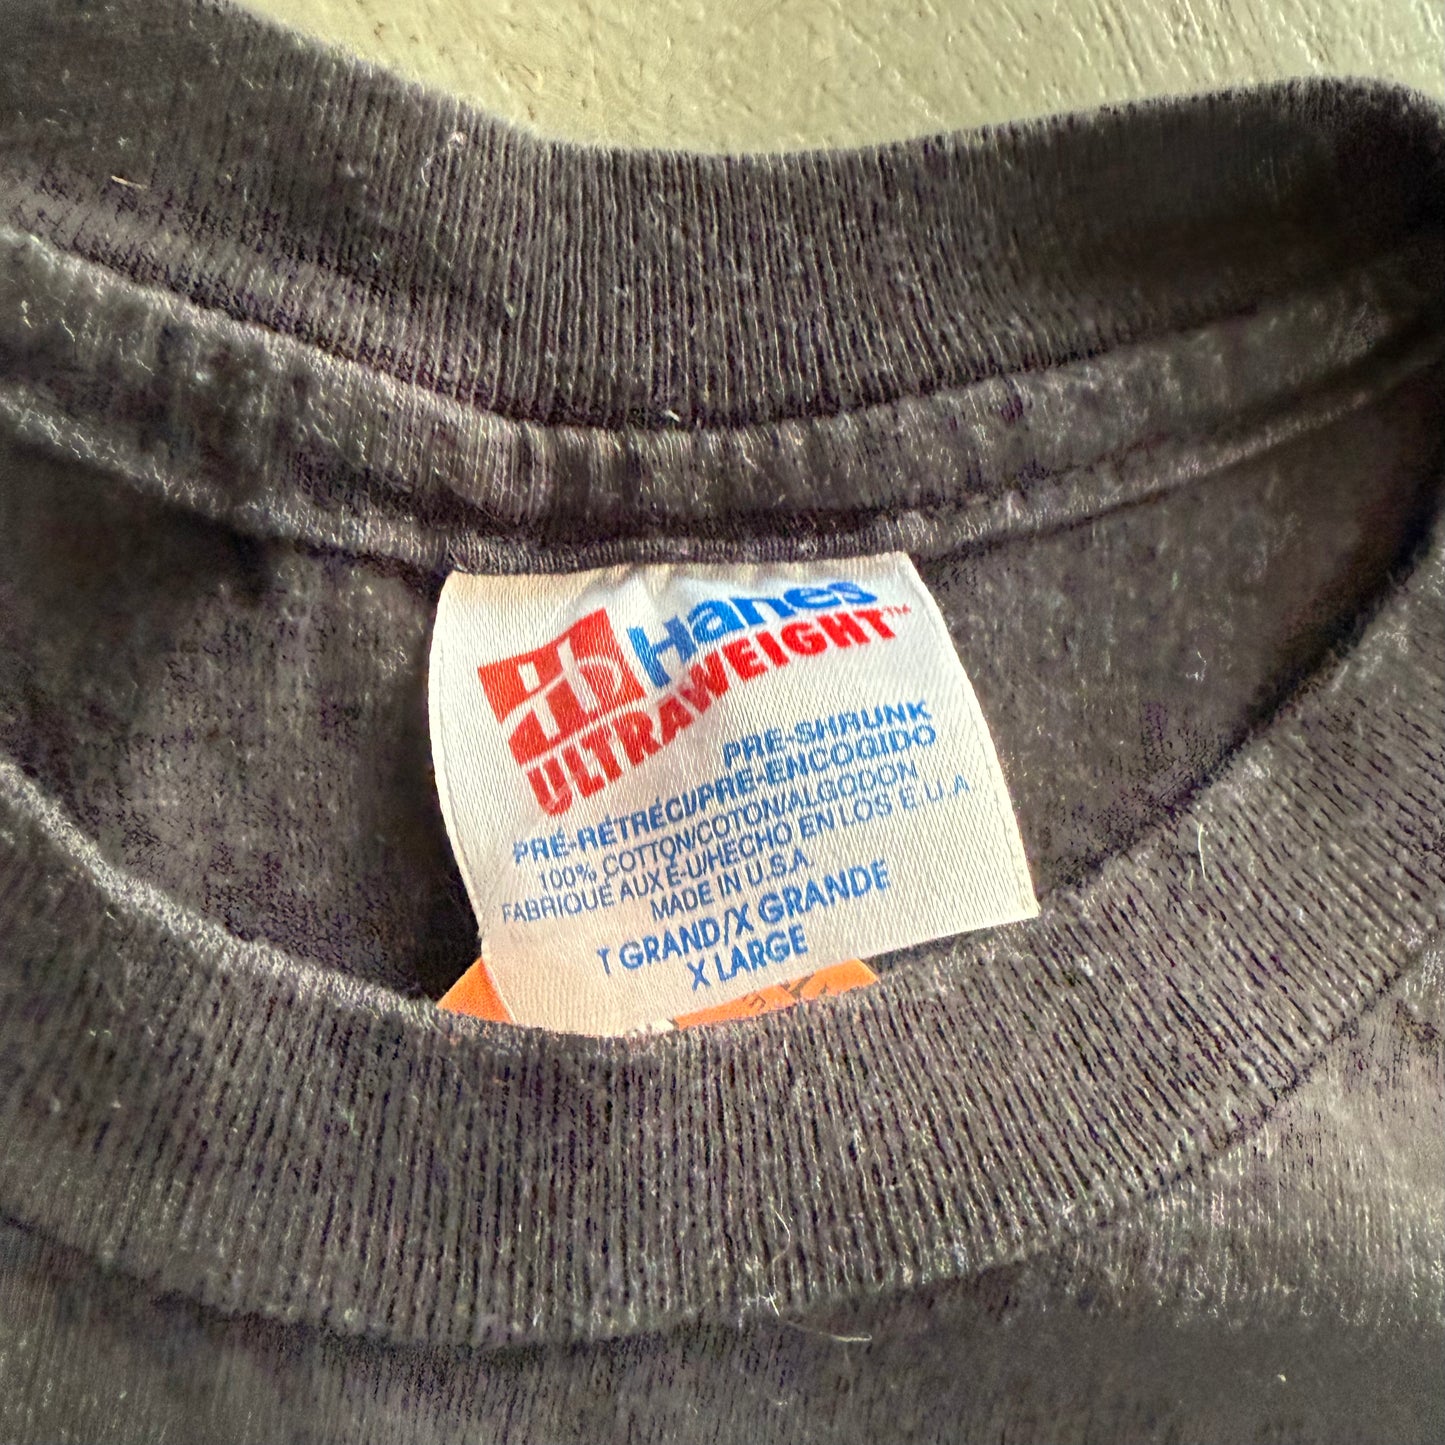 Hanes
ULTRAWEIGHT™
PRE-SHRUNK
PRÉ-RÉTRÉCI/PRE-ENCOGIDO
100% COTTON/COTON/ALGODON
FABRIQUÉ AUX É-U/HECHO EN LOS E.U.A.
MADE IN U.S.A.
T GRAND/X GRANDE
X LARGE